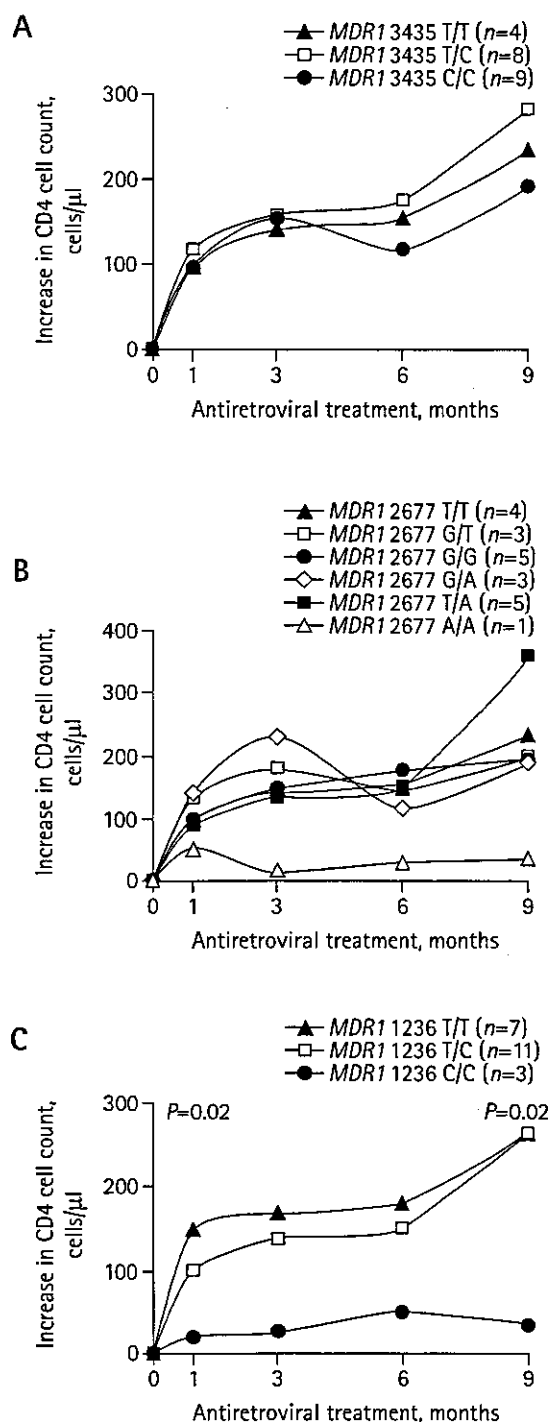 A
MDR1 3435 T/T (n=4)
MDR1 3435 T/C (n=8)
MDR1 3435 C/C (n=9)
Increase in CD4 cell count,
cells/µl
300
200
100
0
0 1 3 6 9
Antiretroviral treatment, months
B
MDR1 2677 T/T (n=4)
MDR1 2677 G/T (n=3)
MDR1 2677 G/G (n=5)
MDR1 2677 G/A (n=3)
MDR1 2677 T/A (n=5)
MDR1 2677 A/A (n=1)
Increase in CD4 cell count,
cells/µl
400
300
200
100
0
0 1 3 6 9
Antiretroviral treatment, months
C
MDR1 1236 T/T (n=7)
MDR1 1236 T/C (n=11)
MDR1 1236 C/C (n=3)
Increase in CD4 cell count,
cells/µl
300
200
100
0
P=0.02 P=0.02
0 1 3 6 9
Antiretroviral treatment, months